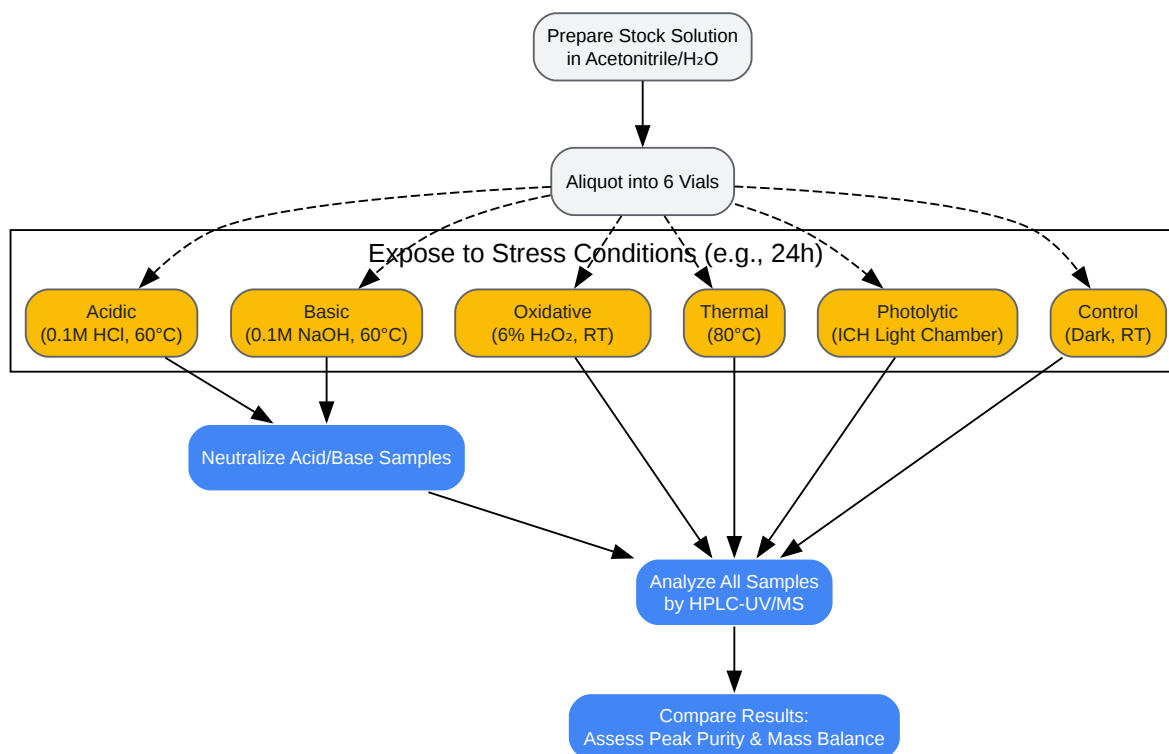 Prepare Stock Solution
in Acetonitrile/H₂O
Aliquot into 6 Vials
Expose to Stress Conditions (e.g., 24h)
Acidic
(0.1M HCl, 60°C)
Basic
(0.1M NaOH, 60°C)
Oxidative
(6% H₂O₂, RT)
Thermal
(80°C)
Photolytic
(ICH Light Chamber)
Control
(Dark, RT)
Neutralize Acid/Base Samples
Analyze All Samples
by HPLC-UV/MS
Compare Results:
Assess Peak Purity & Mass Balance